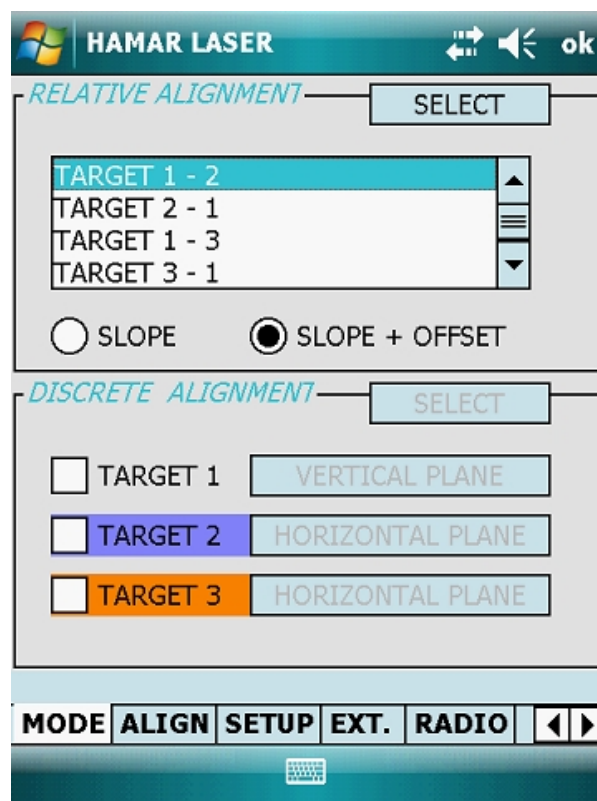 HAMAR LASER ok
RELATIVE ALIGNMENT
SELECT
TARGET 1 - 2
TARGET 2 - 1
TARGET 1 - 3
TARGET 3 - 1
SLOPE SLOPE + OFFSET
DISCRETE ALIGNMENT
SELECT
TARGET 1 VERTICAL PLANE
TARGET 2 HORIZONTAL PLANE
TARGET 3 HORIZONTAL PLANE
MODE ALIGN SETUP EXT. RADIO